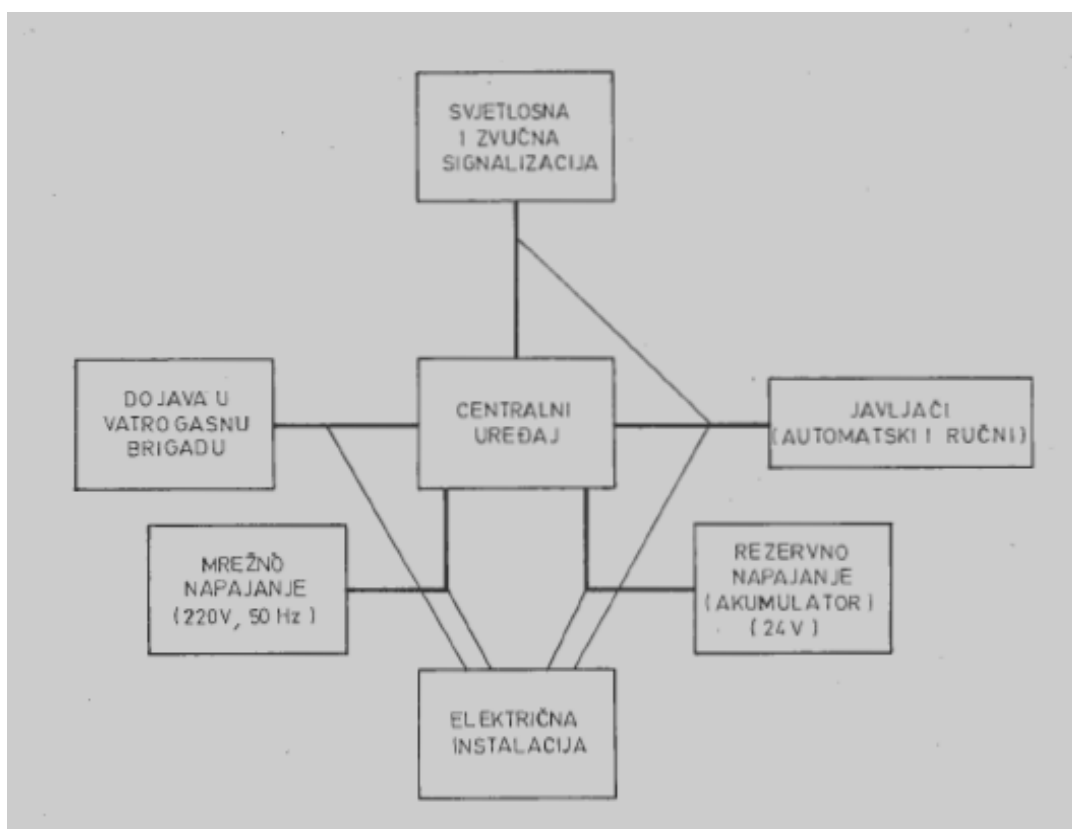 SVJETLOSNA
I ZVUČNA
SIGNALIZACIJA
DOJAVA U
VATROGASNU
BRIGADU
CENTRALNI
UREĐAJ
JAVLJAČI
(AUTOMATSKI I RUČNI)
MREŽNO
NAPAJANJE
(220V, 50 Hz)
REZERVNO
NAPAJANJE
(AKUMULATOR)
(24V)
ELEKTRIČNA
INSTALACIJA